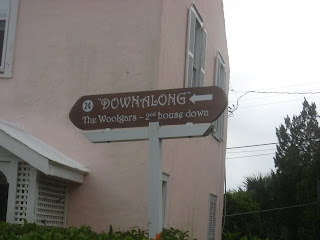 24 "DOWNALONG"
The Woolgars - 2nd house down